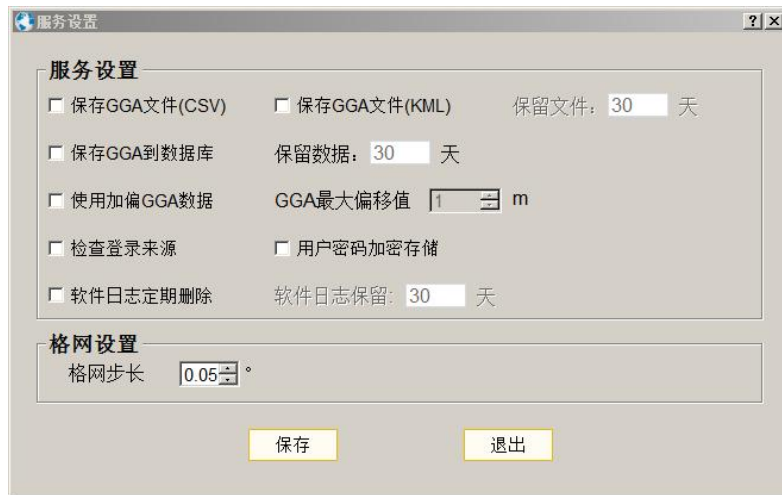 服务设置
服务设置
保存GGA文件(CSV) 保存GGA文件(KML) 保留文件: 30 天
保存GGA到数据库 保留数据: 30 天
使用加偏GGA数据 GGA最大偏移值 1 m
检查登录来源 用户密码加密存储
软件日志定期删除 软件日志保留: 30 天
格网设置
格网步长 0.05 °
保存 退出